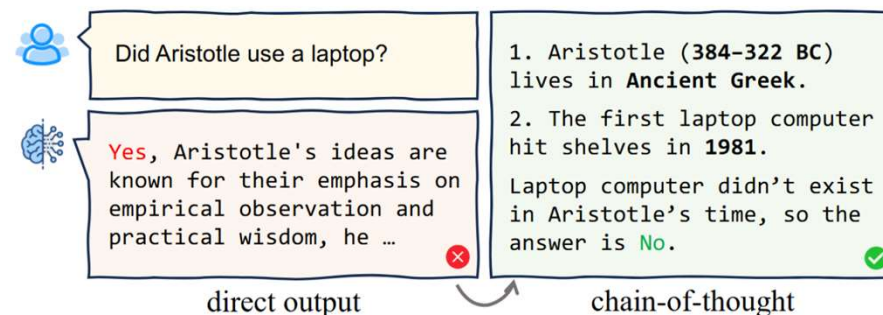 Did Aristotle use a laptop?
Yes, Aristotle's ideas are
known for their emphasis on
empirical observation and
practical wisdom, he …
direct output
1. Aristotle (384–322 BC)
lives in Ancient Greek.
2. The first laptop computer
hit shelves in 1981.
Laptop computer didn’t exist
in Aristotle’s time, so the
answer is No.
chain-of-thought